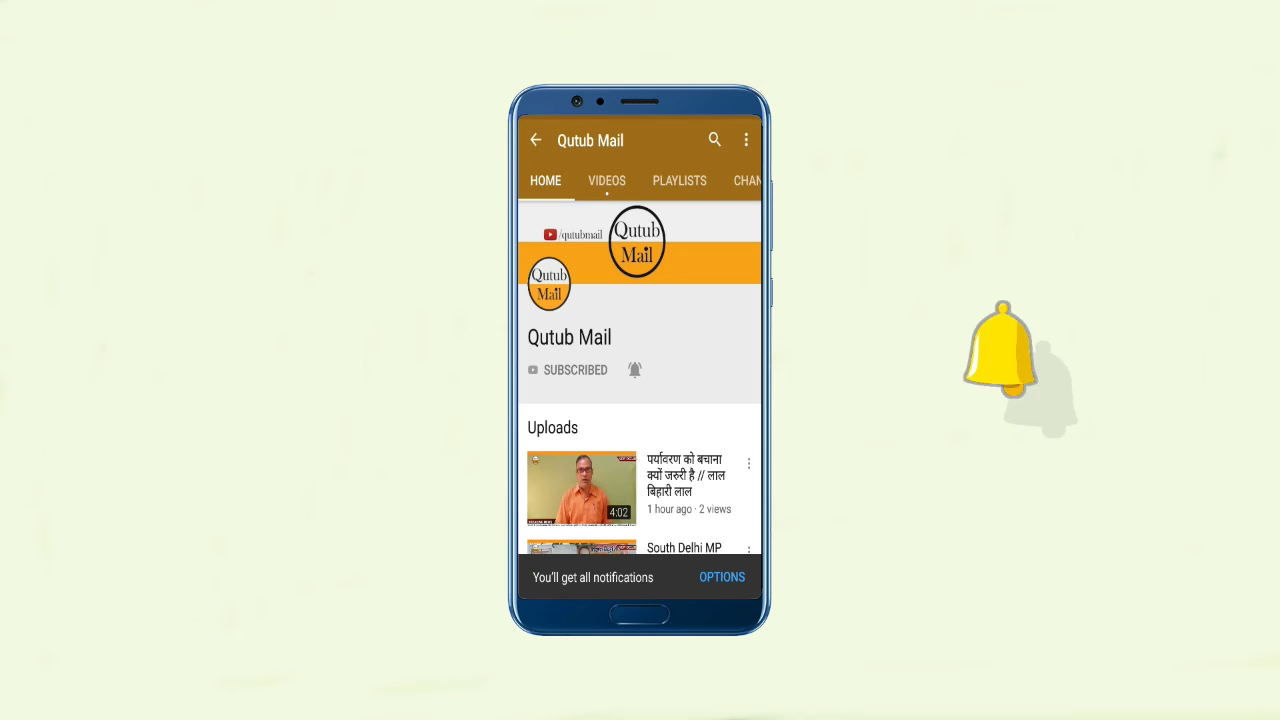 Qutub Mail
HOME VIDEOS PLAYLISTS CHAN
/qutubmail
Qutub
Mail
Qutub
Mail
Qutub Mail
SUBSCRIBED
Uploads
पर्यावरण को बचाना
क्यों जरुरी है // लाल
बिहारी लाल
4:02
1 hour ago · 2 views
South Delhi MP
You'll get all notifications OPTIONS